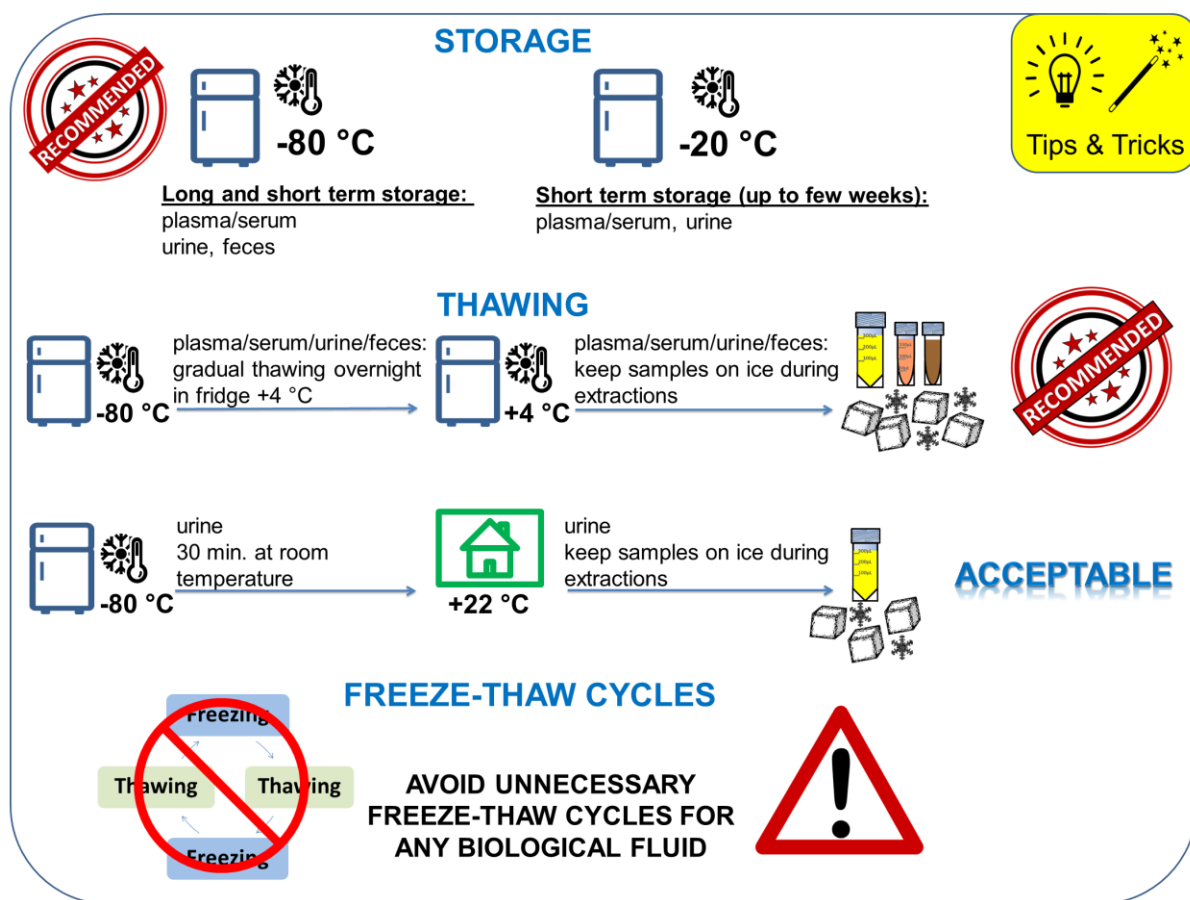 STORAGE
RECOMMENDED
-80 °C
-20 °C
Tips & Tricks
Long and short term storage:
plasma/serum
urine, feces
Short term storage (up to few weeks):
plasma/serum, urine
THAWING
-80 °C
plasma/serum/urine/feces:
gradual thawing overnight
in fridge +4 °C
+4 °C
plasma/serum/urine/feces:
keep samples on ice during
extractions
RECOMMENDED
-80 °C
urine
30 min. at room
temperature
+22 °C
urine
keep samples on ice during
extractions
ACCEPTABLE
FREEZE-THAW CYCLES
Freezing
Thawing
Thawing
Freezing
AVOID UNNECESSARY
FREEZE-THAW CYCLES FOR
ANY BIOLOGICAL FLUID